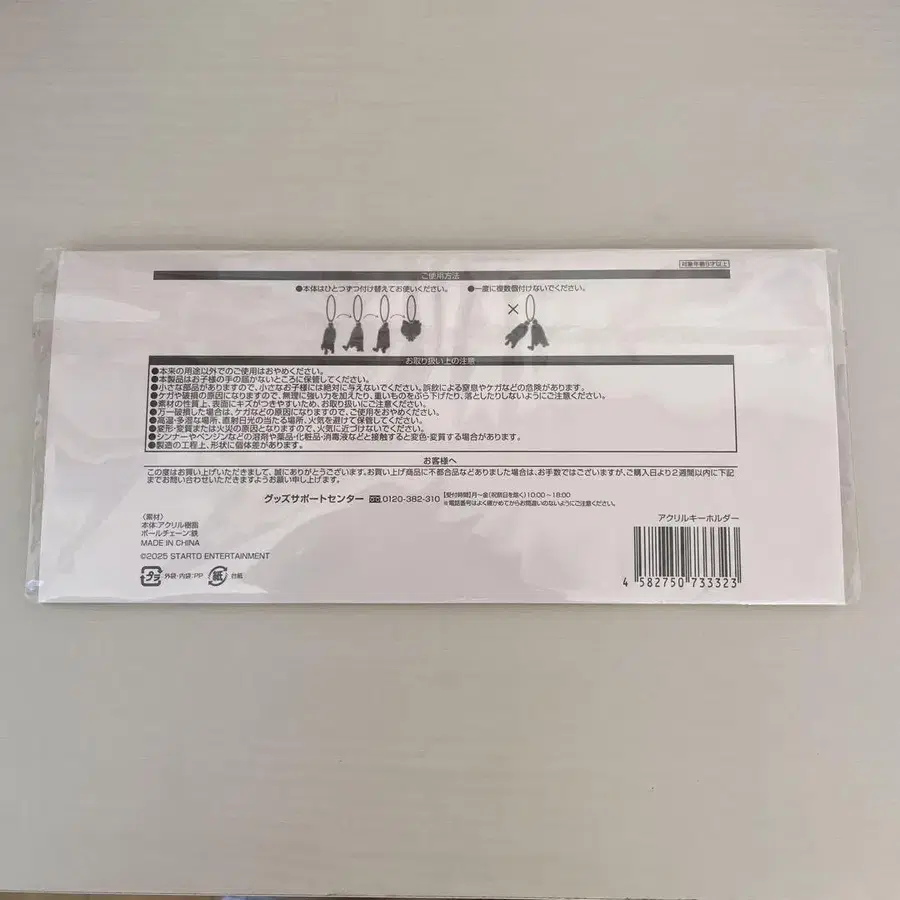 対象年齢8才以上
ご使用方法
●本体はひとつずつ付け替えてお使いください。
●一度に複数個付けないでください。
お取り扱い上の注意
●本来の用途以外でのご使用はおやめください。
●本製品はお子様の手の届かないところに保管してください。
●小さな部品がありますので、小さなお子様には絶対に与えないでください。誤飲による窒息やケガなどの危険があります。
●ケガや破損の原因になりますので、無理に強い力を加えたり、重いものをぶら下げたり、落としたりしないようにご注意ください。
●素材の性質上、表面にキズがつきやすいため、お取り扱いにご注意ください。
●万一破損した場合は、ケガなどの原因になりますので、ご使用をおやめください。
●高温・多湿な場所、直射日光の当たる場所、火気を避けて保管してください。
●変形・変質または火災の原因となりますので、火気に近づけないでください。
●シンナーやベンジンなどの溶剤や薬品・化粧品・消毒液などと接触すると変色・変質する場合があります。
●製造の工程上、形状に個体差があります。
お客様へ
この度はお買い上げいただきまして、誠にありがとうございます。お買い上げ商品に不都合品などありました場合は、お手数ではございますが、ご購入日より2週間以内に下記
までお問い合わせいただきますようお願い申し上げます。
グッズサポートセンター 0120-382-310 【受付時間】月～金(祝祭日を除く)10:00～18:00
※電話番号はよく確かめてからお間違いのないようにご注意ください。
〈素材〉
本体:アクリル樹脂
ボールチェーン:鉄
MADE IN CHINA
©2025 STARTO ENTERTAINMENT
プラ 外袋・内袋:PP 紙 台紙
アクリルキーホルダー
4 582750 733323